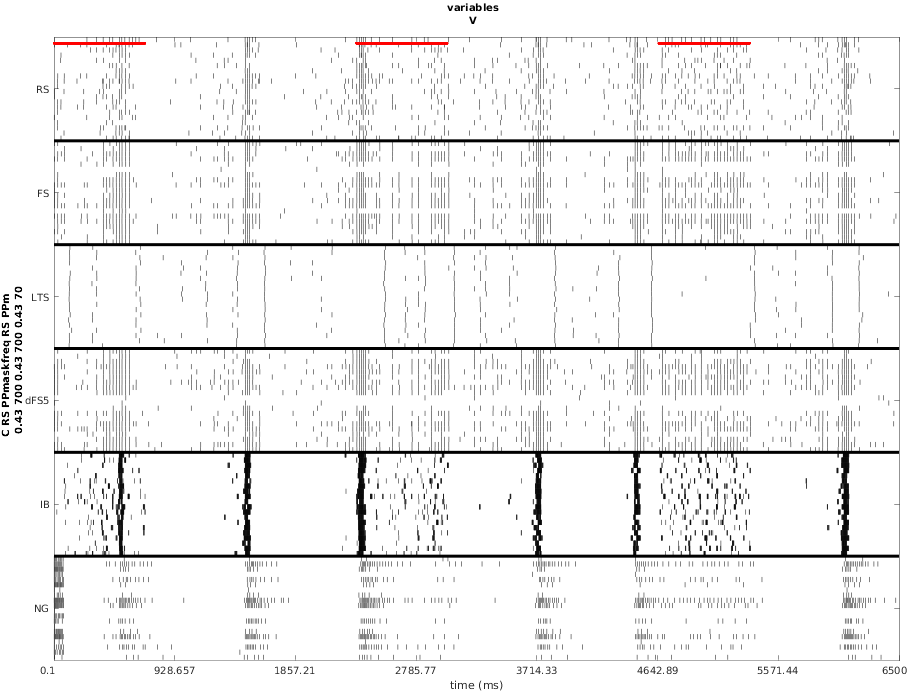 variables
V
RS
FS
LTS
dFS5
IB
NG
C RS PPmaskfreq RS PPm
0.43 700 0.43 700 0.43 70
0.1 928.657 1857.21 2785.77 3714.33 4642.89 5571.44 6500
time (ms)